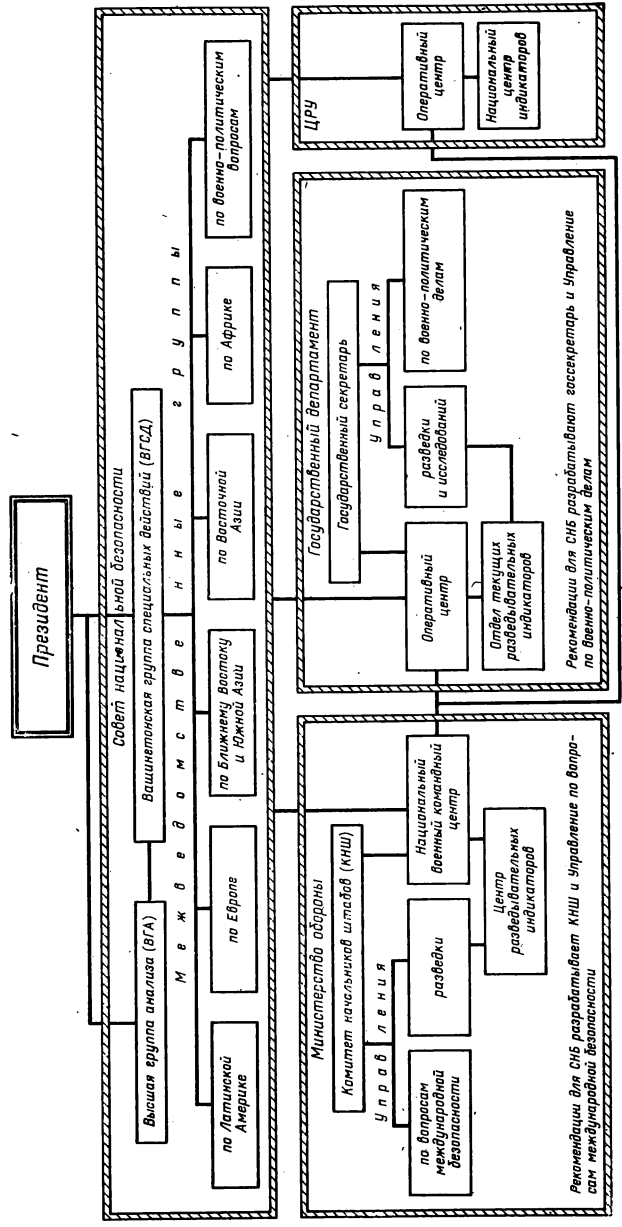 Президент
Совет национальной безопасности
Высшая группа анализа (ВГА)
Вашингтонская группа специальных действий (ВГСД)
Межведомственные группы
по Латинской
Америке
по Европе
по Ближнему Востоку
и Южной Азии
по Восточной
Азии
по Африке
по военно-политическим
вопросам
Министерство обороны
Комитет начальников штабов (КНШ)
Управления
по вопросам
международной
безопасности
разведки
Национальный
военный командный
центр
Центр
разведывательных
индикаторов
Рекомендации для СНБ разрабатывает КНШ и Управление по вопро-
сам международной безопасности
Государственный департамент
Государственный секретарь
Управления
Оперативный
центр
разведки
и исследований
по военно-политическим
делам
Отдел текущих
разведывательных
индикаторов
Рекомендации для СНБ разрабатывают госсекретарь и Управление
по военно-политическим делам
ЦРУ
Оперативный
центр
Национальный
центр
индикаторов